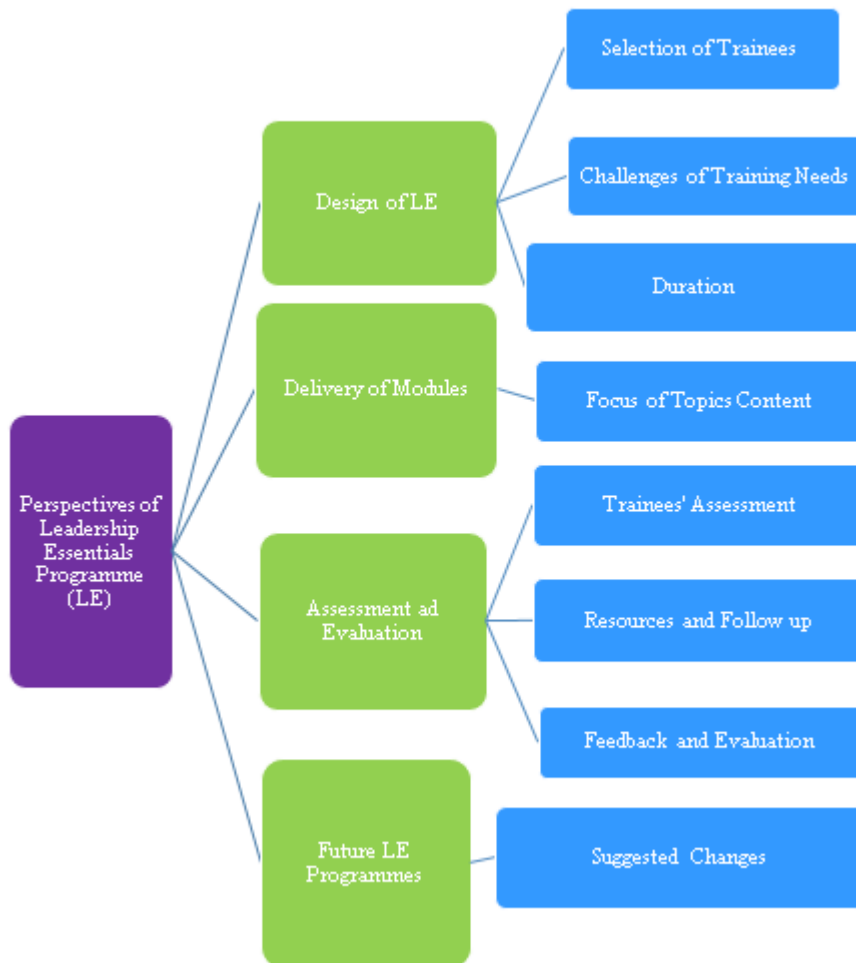 Perspectives of
Leadership
Essentials
Programme
(LE)
Design of LE
Selection of Trainees
Challenges of Training Needs
Duration
Delivery of Modules
Focus of Topics Content
Assessment ad
Evaluation
Trainees' Assessment
Resources and Follow up
Feedback and Evaluation
Future LE
Programmes
Suggested Changes